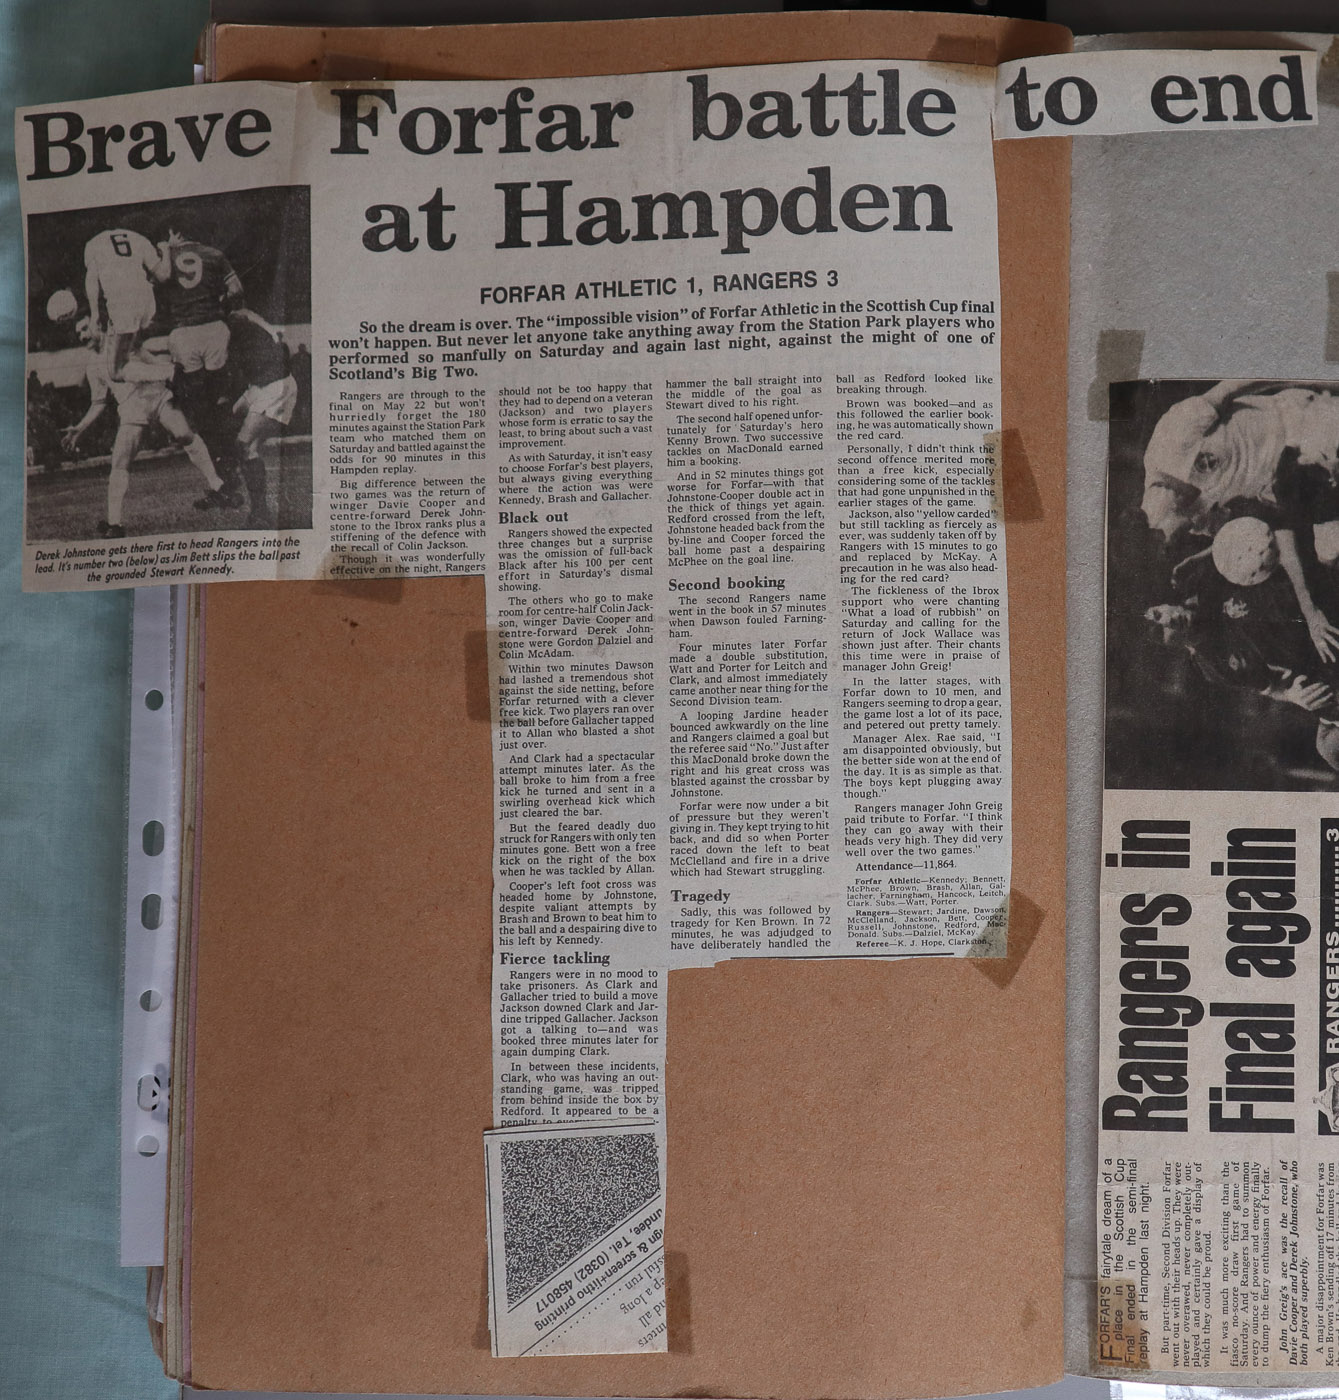 Brave Forfar battle to end
at Hampden
FORFAR ATHLETIC 1, RANGERS 3
So the dream is over. The "impossible vision" of Forfar Athletic in the Scottish Cup final
won't happen. But never let anyone take anything away from the Station Park players who
performed so manfully on Saturday and again last night, against the might of one of
Scotland's Big Two.
6
9
Derek Johnstone gets there first to head Rangers into the
lead. It's number two (below) as Jim Bett slips the ball past
the grounded Stewart Kennedy.
Rangers are through to the
final on May 22 but won't
hurriedly forget the 180
minutes against the Station Park
team who matched them on
Saturday and battled against the
odds for 90 minutes in this
Hampden replay.
Big difference between the
two games was the return of
winger Davie Cooper and
centre-forward Derek John-
stone to the Ibrox ranks plus a
stiffening of the defence with
the recall of Colin Jackson.
Though it was wonderfully
effective on the night, Rangers
should not be too happy that
they had to depend on a veteran
(Jackson) and two players
whose form is erratic to say the
least, to bring about such a vast
improvement.
As with Saturday, it isn't easy
to choose Forfar's best players,
but always giving everything
where the action was were
Kennedy, Brash and Gallacher.
Black out
Rangers showed the expected
three changes but a surprise
was the omission of full-back
Black after his 100 per cent
effort in Saturday's dismal
showing.
The others who go to make
room for centre-half Colin Jack-
son, winger Davie Cooper and
centre-forward Derek John-
stone were Gordon Dalziel and
Colin McAdam.
Within two minutes Dawson
had lashed a tremendous shot
against the side netting, before
Forfar returned with a clever
free kick. Two players ran over
the ball before Gallacher tapped
it to Allan who blasted a shot
just over.
And Clark had a spectacular
attempt minutes later. As the
ball broke to him from a free
kick he turned and sent in a
swirling overhead kick which
just cleared the bar.
But the feared deadly duo
struck for Rangers with only ten
minutes gone. Bett won a free
kick on the right of the box
when he was tackled by Allan.
Cooper's left foot cross was
headed home by Johnstone,
despite valiant attempts by
Brash and Brown to beat him to
the ball and a despairing dive to
his left by Kennedy.
Fierce tackling
Rangers were in no mood to
take prisoners. As Clark and
Gallacher tried to build a move
Jackson downed Clark and Jar-
dine tripped Gallacher. Jackson
got a talking to—and was
booked three minutes later for
again dumping Clark.
In between these incidents,
Clark, who was having an out-
standing game, was tripped
from behind inside the box by
Redford. It appeared to be a
penalty to
hammer the ball straight into
the middle of the goal as
Stewart dived to his right.
The second half opened unfor-
tunately for Saturday's hero
Kenny Brown. Two successive
tackles on MacDonald earned
him a booking.
And in 52 minutes things got
worse for Forfar—with that
Johnstone-Cooper double act in
the thick of things yet again.
Redford crossed from the left,
Johnstone headed back from the
by-line and Cooper forced the
ball home past a despairing
McPhee on the goal line.
Second booking
The second Rangers name
went in the book in 57 minutes
when Dawson fouled Farning-
ham.
Four minutes later Forfar
made a double substitution,
Watt and Porter for Leitch and
Clark, and almost immediately
came another near thing for the
Second Division team.
A looping Jardine header
bounced awkwardly on the line
and Rangers claimed a goal but
the referee said "No." Just after
this MacDonald broke down the
right and his great cross was
blasted against the crossbar by
Johnstone.
Forfar were now under a bit
of pressure but they weren't
giving in. They kept trying to hit
back, and did so when Porter
raced down the left to beat
McClelland and fire in a drive
which had Stewart struggling.
Tragedy
Sadly, this was followed by
tragedy for Ken Brown. In 72
minutes, he was adjudged to
have deliberately handled the
ball as Redford looked like
breaking through.
Brown was booked—and as
this followed the earlier book-
ing, he was automatically shown
the red card.
Personally, I didn't think the
second offence merited more
than a free kick, especially
considering some of the tackles
that had gone unpunished in the
earlier stages of the game.
Jackson, also "yellow carded"
but still tackling as fiercely as
ever, was suddenly taken off by
Rangers with 15 minutes to go
and replaced by McKay. A
precaution in he was also head-
ing for the red card?
The fickleness of the Ibrox
support who were chanting
"What a load of rubbish" on
Saturday and calling for the
return of Jock Wallace was
shown just after. Their chants
this time were in praise of
manager John Greig!
In the latter stages, with
Forfar down to 10 men, and
Rangers seeming to drop a gear,
the game lost a lot of its pace,
and petered out pretty tamely.
Manager Alex. Rae said, "I
am disappointed obviously, but
the better side won at the end of
the day. It is as simple as that.
The boys kept plugging away
though."
Rangers manager John Greig
paid tribute to Forfar. "I think
they can go away with their
heads very high. They did very
well over the two games."
Attendance—11,864.
Forfar Athletic—Kennedy; Bennett,
McPhee, Brown, Brash, Allan, Gal-
lacher, Farningham, Hancock, Leitch,
Clark. Subs.—Watt, Porter.
Rangers—Stewart; Jardine, Dawson,
McClelland, Jackson, Bett, Cooper,
Russell, Johnstone, Redford, Mac-
Donald. Subs.—Dalziel, McKay.
Referee—K. J. Hope, Clarkston.
ign & screen+litho printing
undee, Tel. (0382) 458017
sful run
ep a long
nd all
nters
Rangers in
Final again
RANGERS 3
FORFAR'S fairytale dream of a
place in the Scottish Cup
Final ended in the semi-final
replay at Hampden last night.
But part-time, Second Division Forfar
went out with their heads up. They were
never overawed, never completely out-
played and certainly gave a display of
which they could be proud.
It was much more exciting than the
fiasco no-score draw first game of
Saturday. And Rangers had to summon
every ounce of power and energy finally
to dump the fiery enthusiasm of Forfar.
John Greig's ace was the recall of
Davie Cooper and Derek Johnstone, who
both played superbly.
A major disappointment for Forfar was
Ken Brown's sending off 17 minutes from